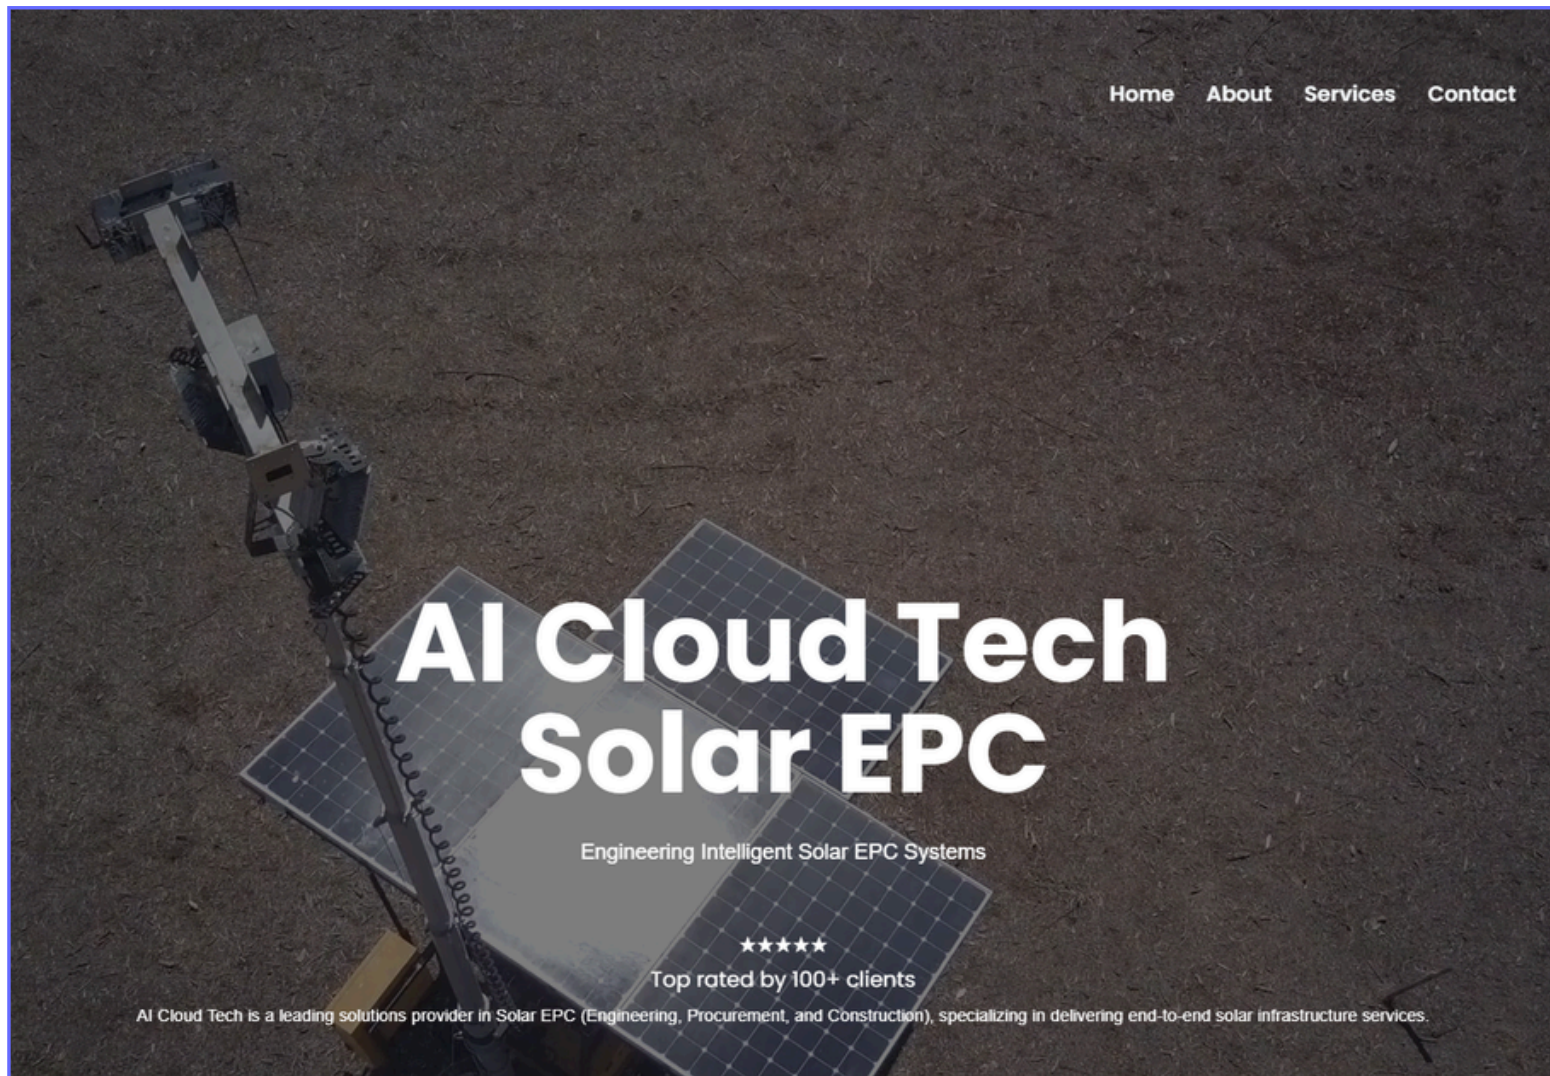 Home About Services Contact
AI Cloud Tech
Solar EPC
Engineering Intelligent Solar EPC Systems
★★★★★
Top rated by 100+ clients
AI Cloud Tech is a leading solutions provider in Solar EPC (Engineering, Procurement, and Construction), specializing in delivering end-to-end solar infrastructure services.